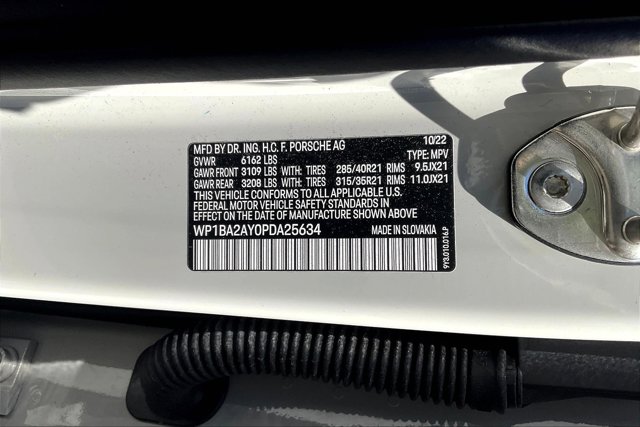 MFD BY DR. ING. H.C. F. PORSCHE AG 10/22
GVWR 6162 LBS TYPE: MPV
GAWR FRONT 3109 LBS WITH TIRES 285/40R21 RIMS 9.5JX21
GAWR REAR 3208 LBS WITH TIRES 315/35R21 RIMS 11.0JX21
THIS VEHICLE CONFORMS TO ALL APPLICABLE U.S.
FEDERAL MOTOR VEHICLE SAFETY STANDARDS IN
EFFECT ON THE DATE OF MANUFACTURE SHOWN ABOVE
WP1BA2AY0PDA25634 MADE IN SLOVAKIA
9Y3.010.016.P